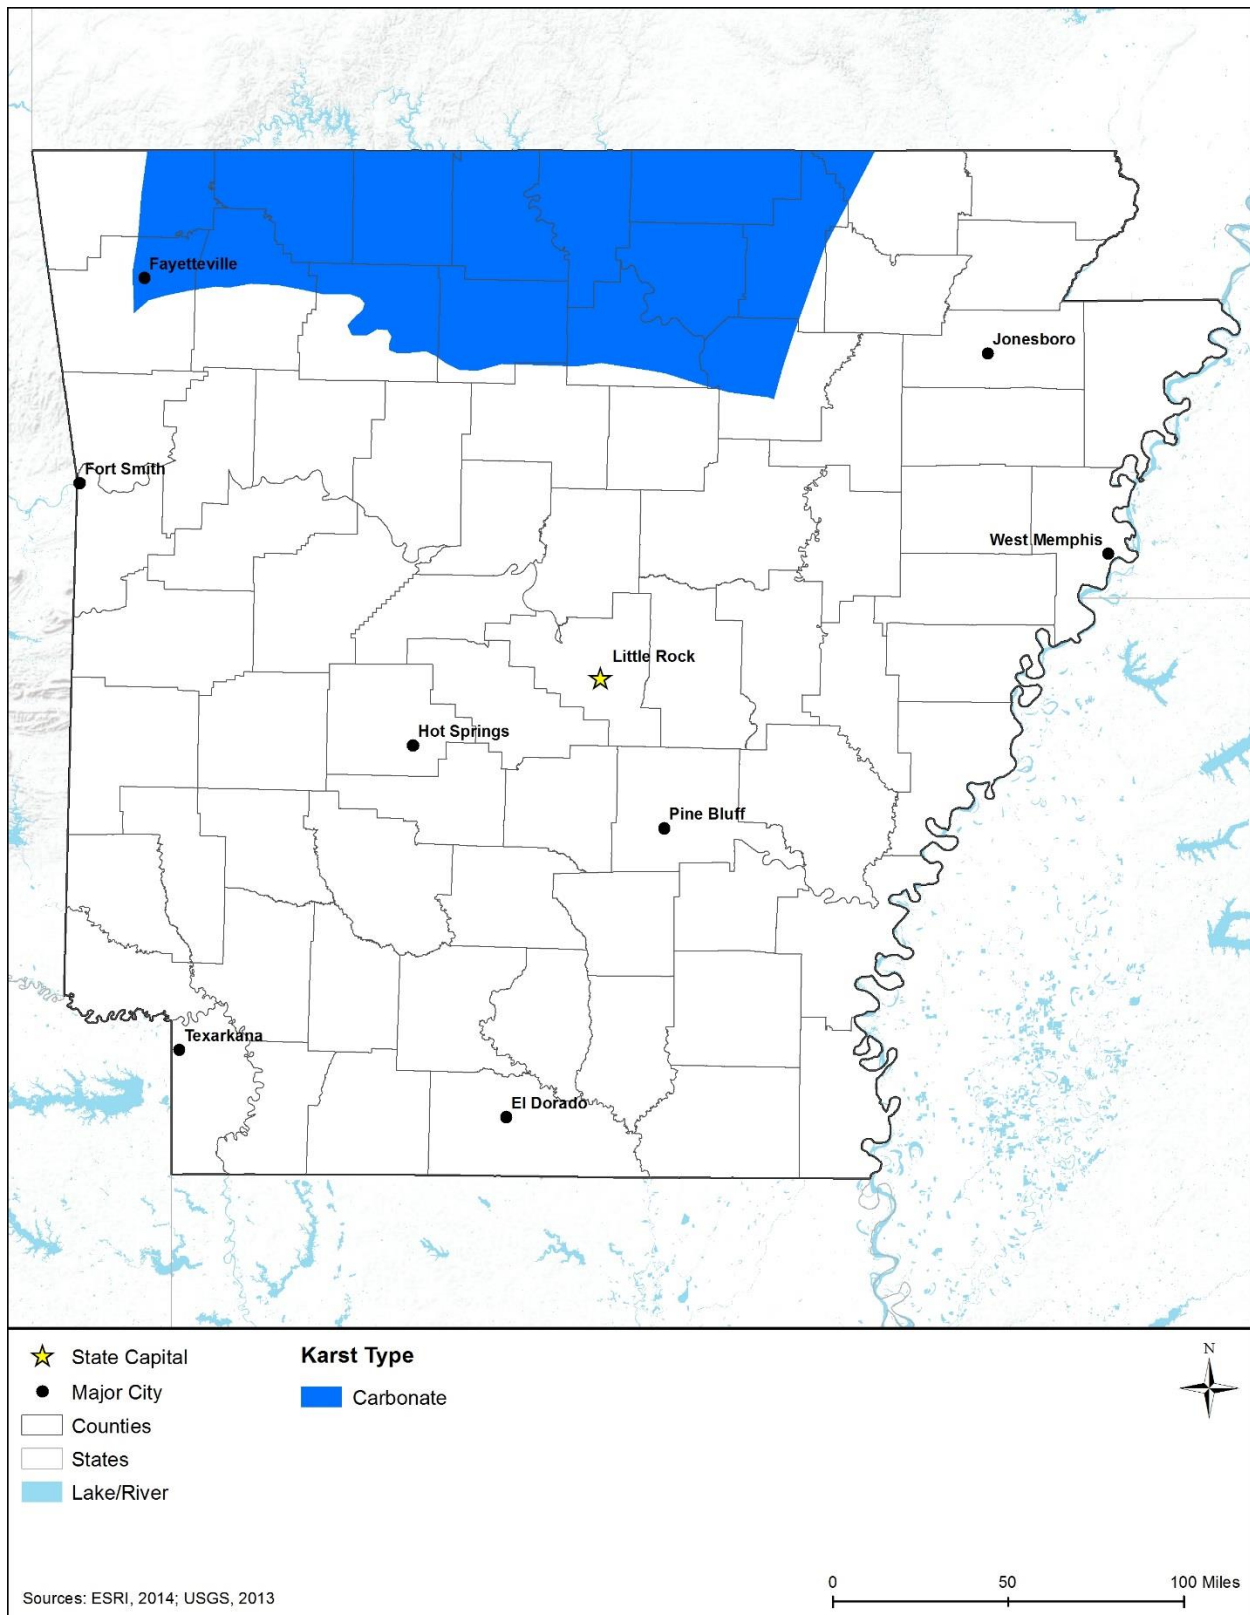 Fayetteville
Jonesboro
Fort Smith
West Memphis
Little Rock
Hot Springs
Pine Bluff
Texarkana
El Dorado
State Capital
Major City
Counties
States
Lake/River
Karst Type
Carbonate
N
Sources: ESRI, 2014; USGS, 2013
0 50 100 Miles